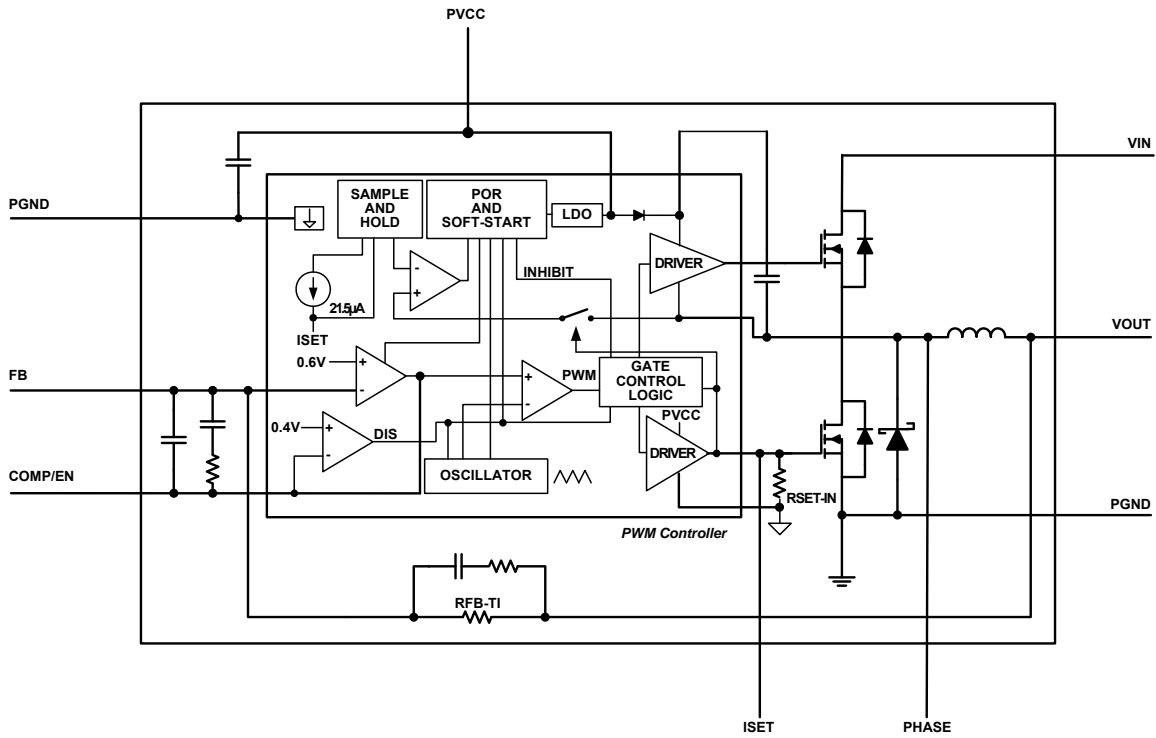 PVCC
VIN
PGND
SAMPLE
AND
HOLD
POR
AND
SOFT-START
LDO
DRIVER
-
+
INHIBIT
21.5µA
ISET
VOUT
0.6V
+
-
FB
+
-
PWM
GATE
CONTROL
LOGIC
PVCC
0.4V
+
-
DIS
DRIVER
OSCILLATOR
COMP/EN
RSET-IN
PGND
PWM Controller
RFB-TI
ISET
PHASE